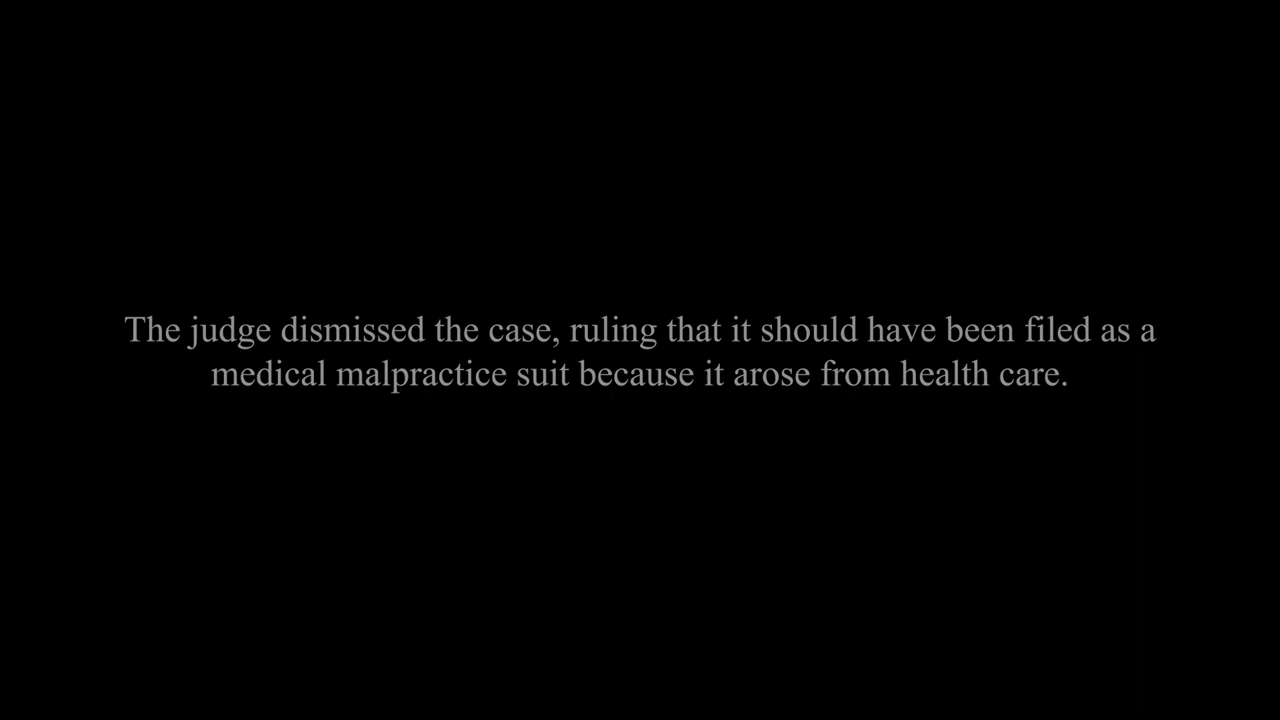 The judge dismissed the case, ruling that it should have been filed as a
medical malpractice suit because it arose from health care.